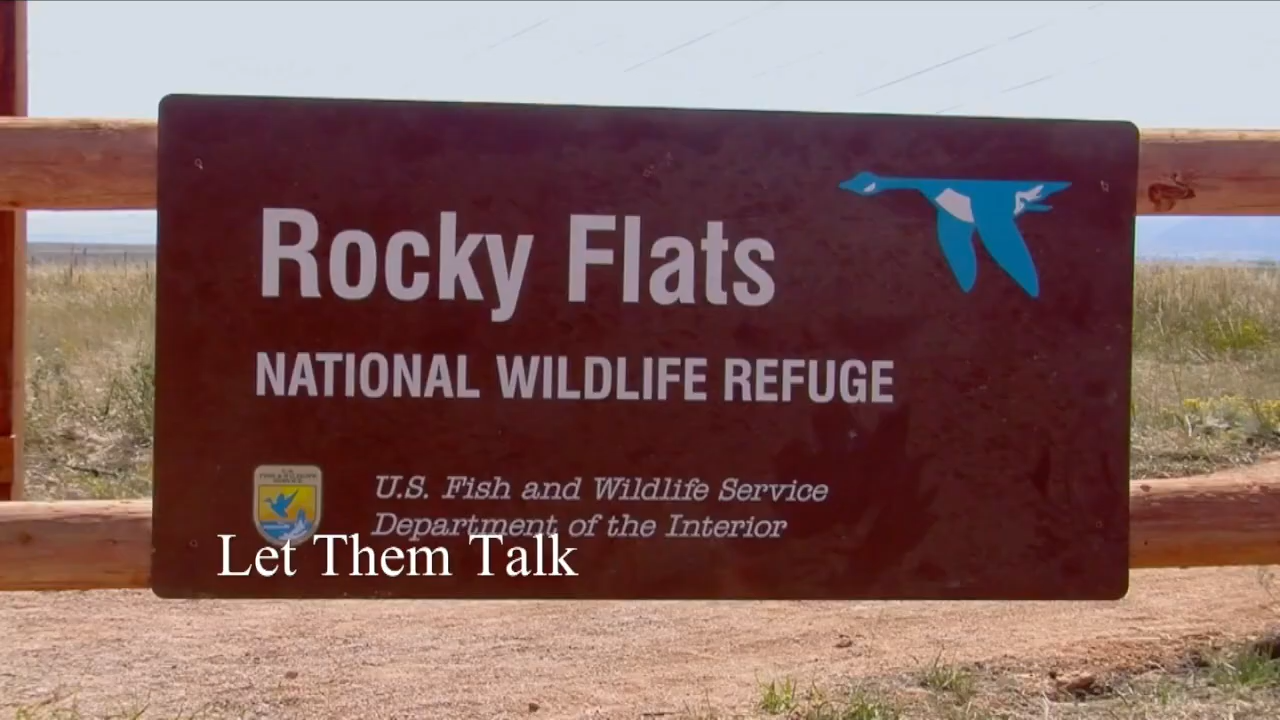 Rocky Flats
NATIONAL WILDLIFE REFUGE
U.S. Fish and Wildlife Service
Department of the Interior
Let Them Talk